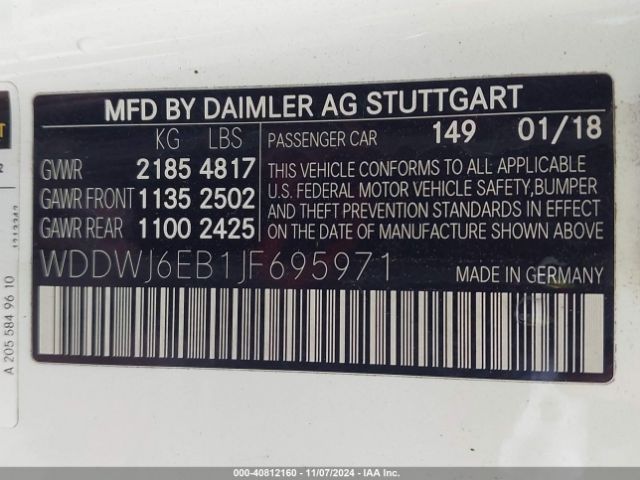 MFD BY DAIMLER AG STUTTGART
KG LBS PASSENGER CAR 149 01/18
GVWR 2185 4817
GAWR FRONT 1135 2502
GAWR REAR 1100 2425
THIS VEHICLE CONFORMS TO ALL APPLICABLE
U.S. FEDERAL MOTOR VEHICLE SAFETY, BUMPER
AND THEFT PREVENTION STANDARDS IN EFFECT
ON THE DATE OF MANUFACTURE SHOWN ABOVE.
WDDWJ6EB1JF695971
MADE IN GERMANY
A 205 584 96 10
000-40812160 - 11/07/2024 - IAAI